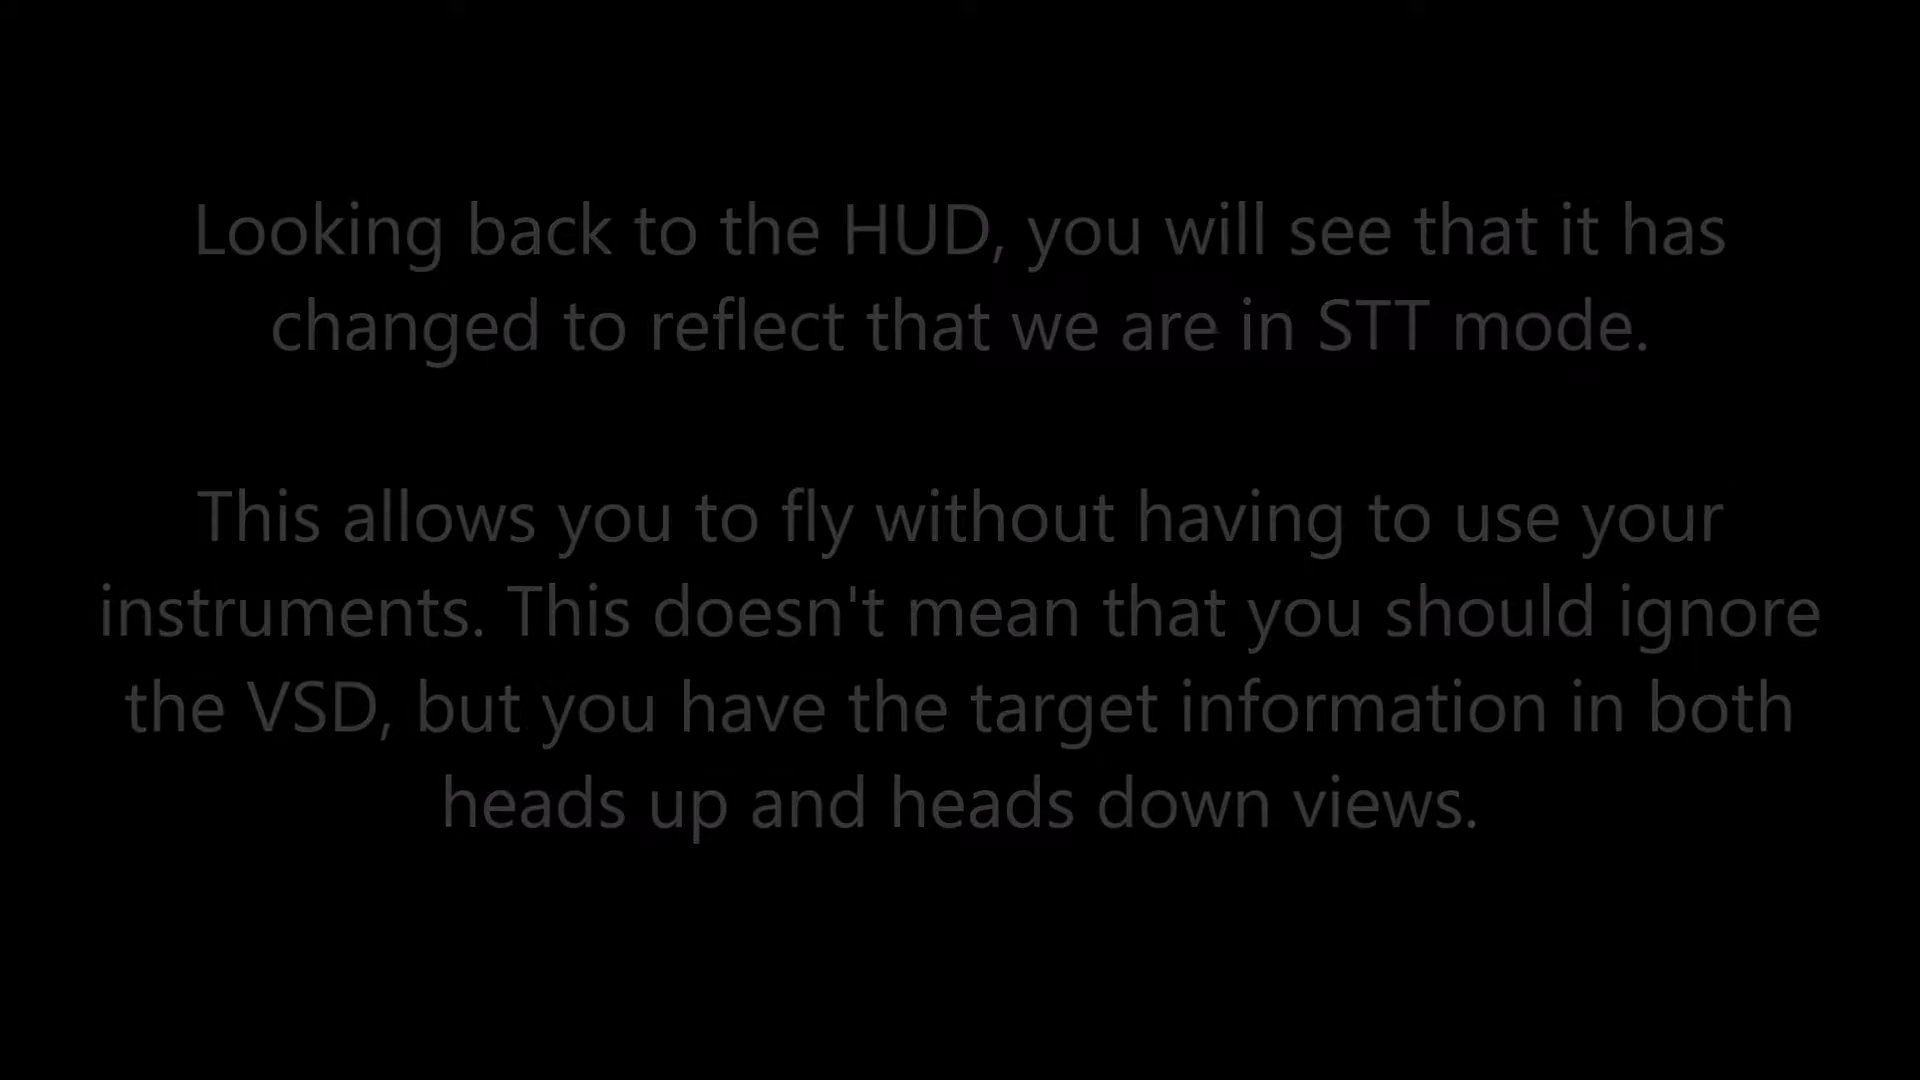 Looking back to the HUD, you will see that it has
changed to reflect that we are in STT mode.
This allows you to fly without having to use your
instruments. This doesn't mean that you should ignore
the VSD, but you have the target information in both
heads up and heads down views.